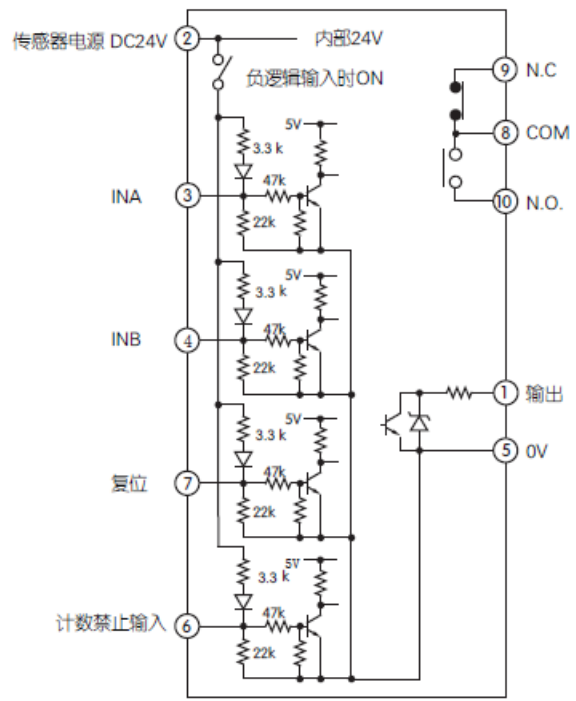 传感器电源 DC24V 2 内部24V
负逻辑输入时ON
9 N.C
8 COM
10 N.O.
5V
3.3 k
47k
INA 3
22k
5V
3.3 k
47k
INB 4
22k
1 输出
5V
3.3 k
5 0V
47k
复位 7
22k
5V
3.3 k
47k
计数禁止输入 6
22k